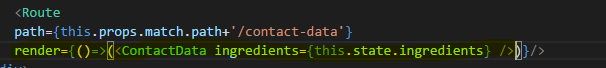 <Route
path={this.props.match.path+'/contact-data'}
render={()=>(<ContactData ingredients={this.state.ingredients} />)}/>